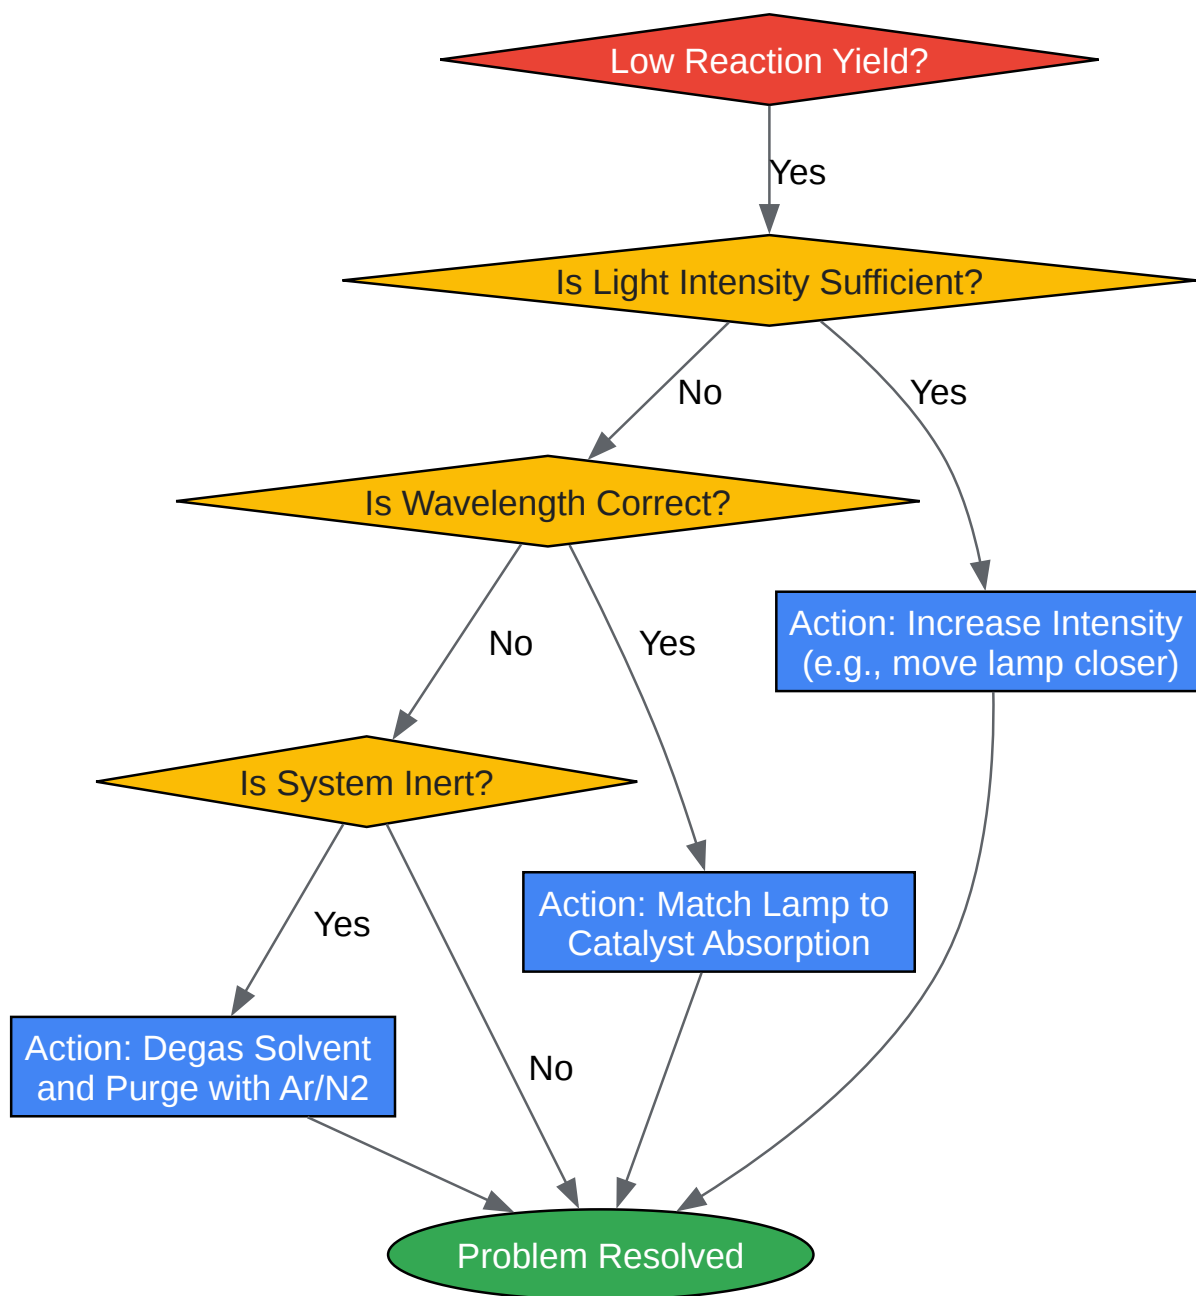 Low Reaction Yield?
Yes
Is Light Intensity Sufficient?
No
Yes
Is Wavelength Correct?
No
Yes
Action: Increase Intensity
(e.g., move lamp closer)
Is System Inert?
Yes
No
Action: Match Lamp to
Catalyst Absorption
Action: Degas Solvent
and Purge with Ar/N2
Problem Resolved